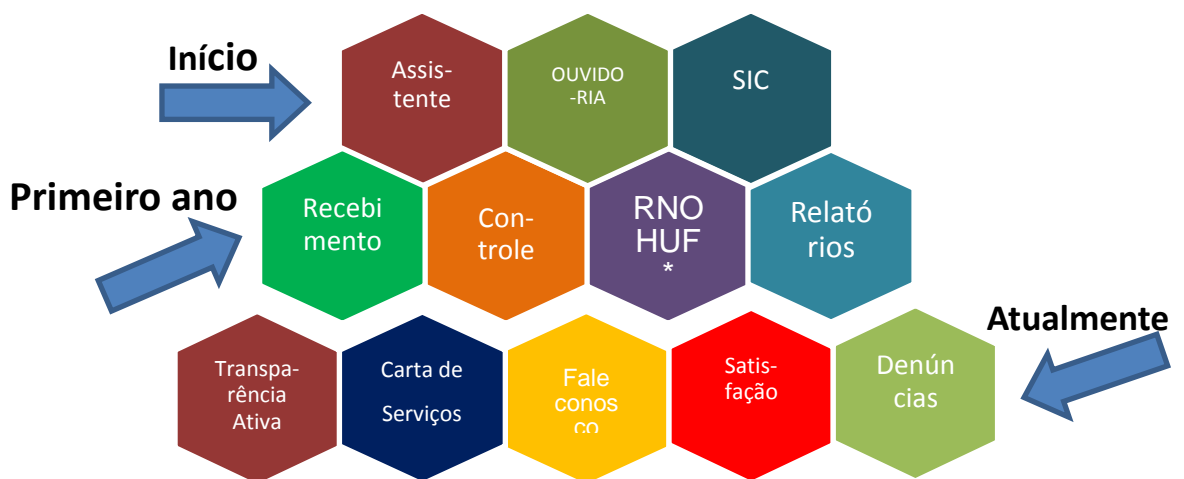 Início
Assis-
tente
OUVIDO
-RIA
SIC
Primeiro ano
Recebi
mento
Con-
trole
RNO
HUF
*
Relató
rios
Atualmente
Transpa-
rência
Ativa
Carta de
Serviços
Fale
conos
co
Satis-
fação
Denún
cias